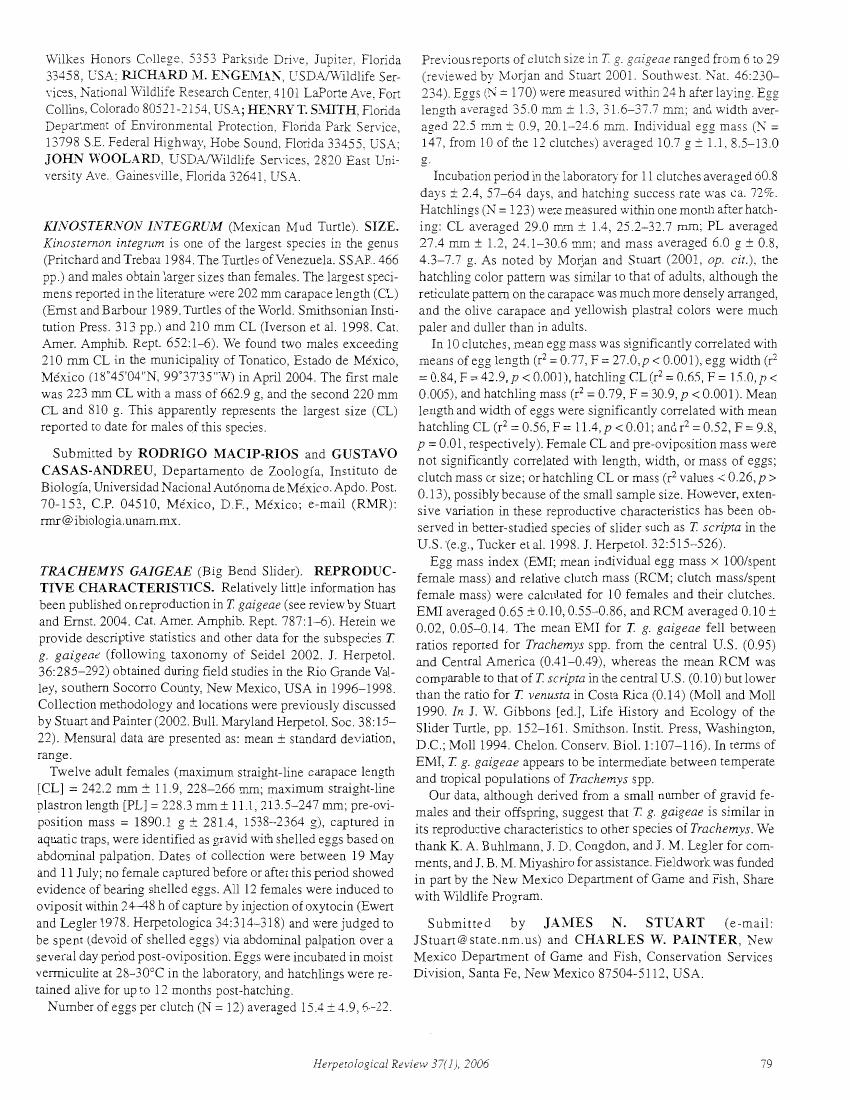 Wilkes Honors College, 5353 Parkside Drive, Jupiter, Florida
33458, USA; RICHARD M. ENGEMAN, USDA/Wildlife Ser-
vices, National Wildlife Research Center, 4101 LaPorte Ave, Fort
Collins, Colorado 80521-2154, USA; HENRY T. SMITH, Florida
Department of Environmental Protection, Florida Park Service,
13798 S.E. Federal Highway, Hobe Sound, Florida 33455, USA;
JOHN WOOLARD, USDA/Wildlife Services, 2820 East Uni-
versity Ave. Gainesville, Florida 32641, USA.
KINOSTERNON INTEGRUM (Mexican Mud Turtle). SIZE.
Kinosternon integrum is one of the largest species in the genus
(Pritchard and Trebau 1984. The Turtles of Venezuela. SSAR. 466
pp.) and males obtain larger sizes than females. The largest speci-
mens reported in the literature were 202 mm carapace length (CL)
(Ernst and Barbour 1989. Turtles of the World. Smithsonian Insti-
tution Press. 313 pp.) and 210 mm CL (Iverson et al. 1998. Cat.
Amer. Amphib. Rept. 652:1–6). We found two males exceeding
210 mm CL in the municipality of Tonatico, Estado de México,
México (18°45'04"N, 99°37'35"W) in April 2004. The first male
was 223 mm CL with a mass of 662.9 g, and the second 220 mm
CL and 810 g. This apparently represents the largest size (CL)
reported to date for males of this species.
Submitted by RODRIGO MACIP-RIOS and GUSTAVO
CASAS-ANDREU, Departamento de Zoología, Instituto de
Biología, Universidad Nacional Autónoma de México. Apdo. Post.
70-153, C.P. 04510, México, D.F., México; e-mail (RMR):
rmr@ibiologia.unam.mx.
TRACHEMYS GAIGEAE (Big Bend Slider). REPRODUC-
TIVE CHARACTERISTICS. Relatively little information has
been published on reproduction in T. gaigeae (see review by Stuart
and Ernst. 2004. Cat. Amer. Amphib. Rept. 787:1–6). Herein we
provide descriptive statistics and other data for the subspecies T.
g. gaigeae (following taxonomy of Seidel 2002. J. Herpetol.
36:285–292) obtained during field studies in the Rio Grande Val-
ley, southern Socorro County, New Mexico, USA in 1996–1998.
Collection methodology and locations were previously discussed
by Stuart and Painter (2002. Bull. Maryland Herpetol. Soc. 38:15–
22). Mensural data are presented as: mean ± standard deviation,
range.
Twelve adult females (maximum straight-line carapace length
[CL] = 242.2 mm ± 11.9, 228–266 mm; maximum straight-line
plastron length [PL] = 228.3 mm ± 11.1, 213.5–247 mm; pre-ovi-
position mass = 1890.1 g ± 281.4, 1538–2364 g), captured in
aquatic traps, were identified as gravid with shelled eggs based on
abdominal palpation. Dates of collection were between 19 May
and 11 July; no female captured before or after this period showed
evidence of bearing shelled eggs. All 12 females were induced to
oviposit within 24–48 h of capture by injection of oxytocin (Ewert
and Legler 1978. Herpetologica 34:314–318) and were judged to
be spent (devoid of shelled eggs) via abdominal palpation over a
several day period post-oviposition. Eggs were incubated in moist
vermiculite at 28–30°C in the laboratory, and hatchlings were re-
tained alive for up to 12 months post-hatching.
Number of eggs per clutch (N = 12) averaged 15.4 ± 4.9, 6–22.
Previous reports of clutch size in T. g. gaigeae ranged from 6 to 29
(reviewed by Morjan and Stuart 2001. Southwest. Nat. 46:230–
234). Eggs (N = 170) were measured within 24 h after laying. Egg
length averaged 35.0 mm ± 1.3, 31.6–37.7 mm; and width aver-
aged 22.5 mm ± 0.9, 20.1–24.6 mm. Individual egg mass (N =
147, from 10 of the 12 clutches) averaged 10.7 g ± 1.1, 8.5–13.0
g.
Incubation period in the laboratory for 11 clutches averaged 60.8
days ± 2.4, 57–64 days, and hatching success rate was ca. 72%.
Hatchlings (N = 123) were measured within one month after hatch-
ing: CL averaged 29.0 mm ± 1.4, 25.2–32.7 mm; PL averaged
27.4 mm ± 1.2, 24.1–30.6 mm; and mass averaged 6.0 g ± 0.8,
4.3–7.7 g. As noted by Morjan and Stuart (2001, op. cit.), the
hatchling color pattern was similar to that of adults, although the
reticulate pattern on the carapace was much more densely arranged,
and the olive carapace and yellowish plastral colors were much
paler and duller than in adults.
In 10 clutches, mean egg mass was significantly correlated with
means of egg length (r² = 0.77, F = 27.0, p < 0.001), egg width (r²
= 0.84, F = 42.9, p < 0.001), hatchling CL (r² = 0.65, F = 15.0, p <
0.005), and hatchling mass (r² = 0.79, F = 30.9, p < 0.001). Mean
length and width of eggs were significantly correlated with mean
hatchling CL (r² = 0.56, F = 11.4, p < 0.01; and r² = 0.52, F = 9.8,
p = 0.01, respectively). Female CL and pre-oviposition mass were
not significantly correlated with length, width, or mass of eggs;
clutch mass or size; or hatchling CL or mass (r² values < 0.26, p >
0.13), possibly because of the small sample size. However, exten-
sive variation in these reproductive characteristics has been ob-
served in better-studied species of slider such as T. scripta in the
U.S. (e.g., Tucker et al. 1998. J. Herpetol. 32:515–526).
Egg mass index (EMI; mean individual egg mass × 100/spent
female mass) and relative clutch mass (RCM; clutch mass/spent
female mass) were calculated for 10 females and their clutches.
EMI averaged 0.65 ± 0.10, 0.55–0.86, and RCM averaged 0.10 ±
0.02, 0.05–0.14. The mean EMI for T. g. gaigeae fell between
ratios reported for Trachemys spp. from the central U.S. (0.95)
and Central America (0.41–0.49), whereas the mean RCM was
comparable to that of T. scripta in the central U.S. (0.10) but lower
than the ratio for T. venusta in Costa Rica (0.14) (Moll and Moll
1990. In J. W. Gibbons [ed.], Life History and Ecology of the
Slider Turtle, pp. 152–161. Smithson. Instit. Press, Washington,
D.C.; Moll 1994. Chelon. Conserv. Biol. 1:107–116). In terms of
EMI, T. g. gaigeae appears to be intermediate between temperate
and tropical populations of Trachemys spp.
Our data, although derived from a small number of gravid fe-
males and their offspring, suggest that T. g. gaigeae is similar in
its reproductive characteristics to other species of Trachemys. We
thank K. A. Buhlmann, J. D. Congdon, and J. M. Legler for com-
ments, and J. B. M. Miyashiro for assistance. Fieldwork was funded
in part by the New Mexico Department of Game and Fish, Share
with Wildlife Program.
Submitted by JAMES N. STUART (e-mail:
JStuart@state.nm.us) and CHARLES W. PAINTER, New
Mexico Department of Game and Fish, Conservation Services
Division, Santa Fe, New Mexico 87504-5112, USA.
Herpetological Review 37(1), 2006
79